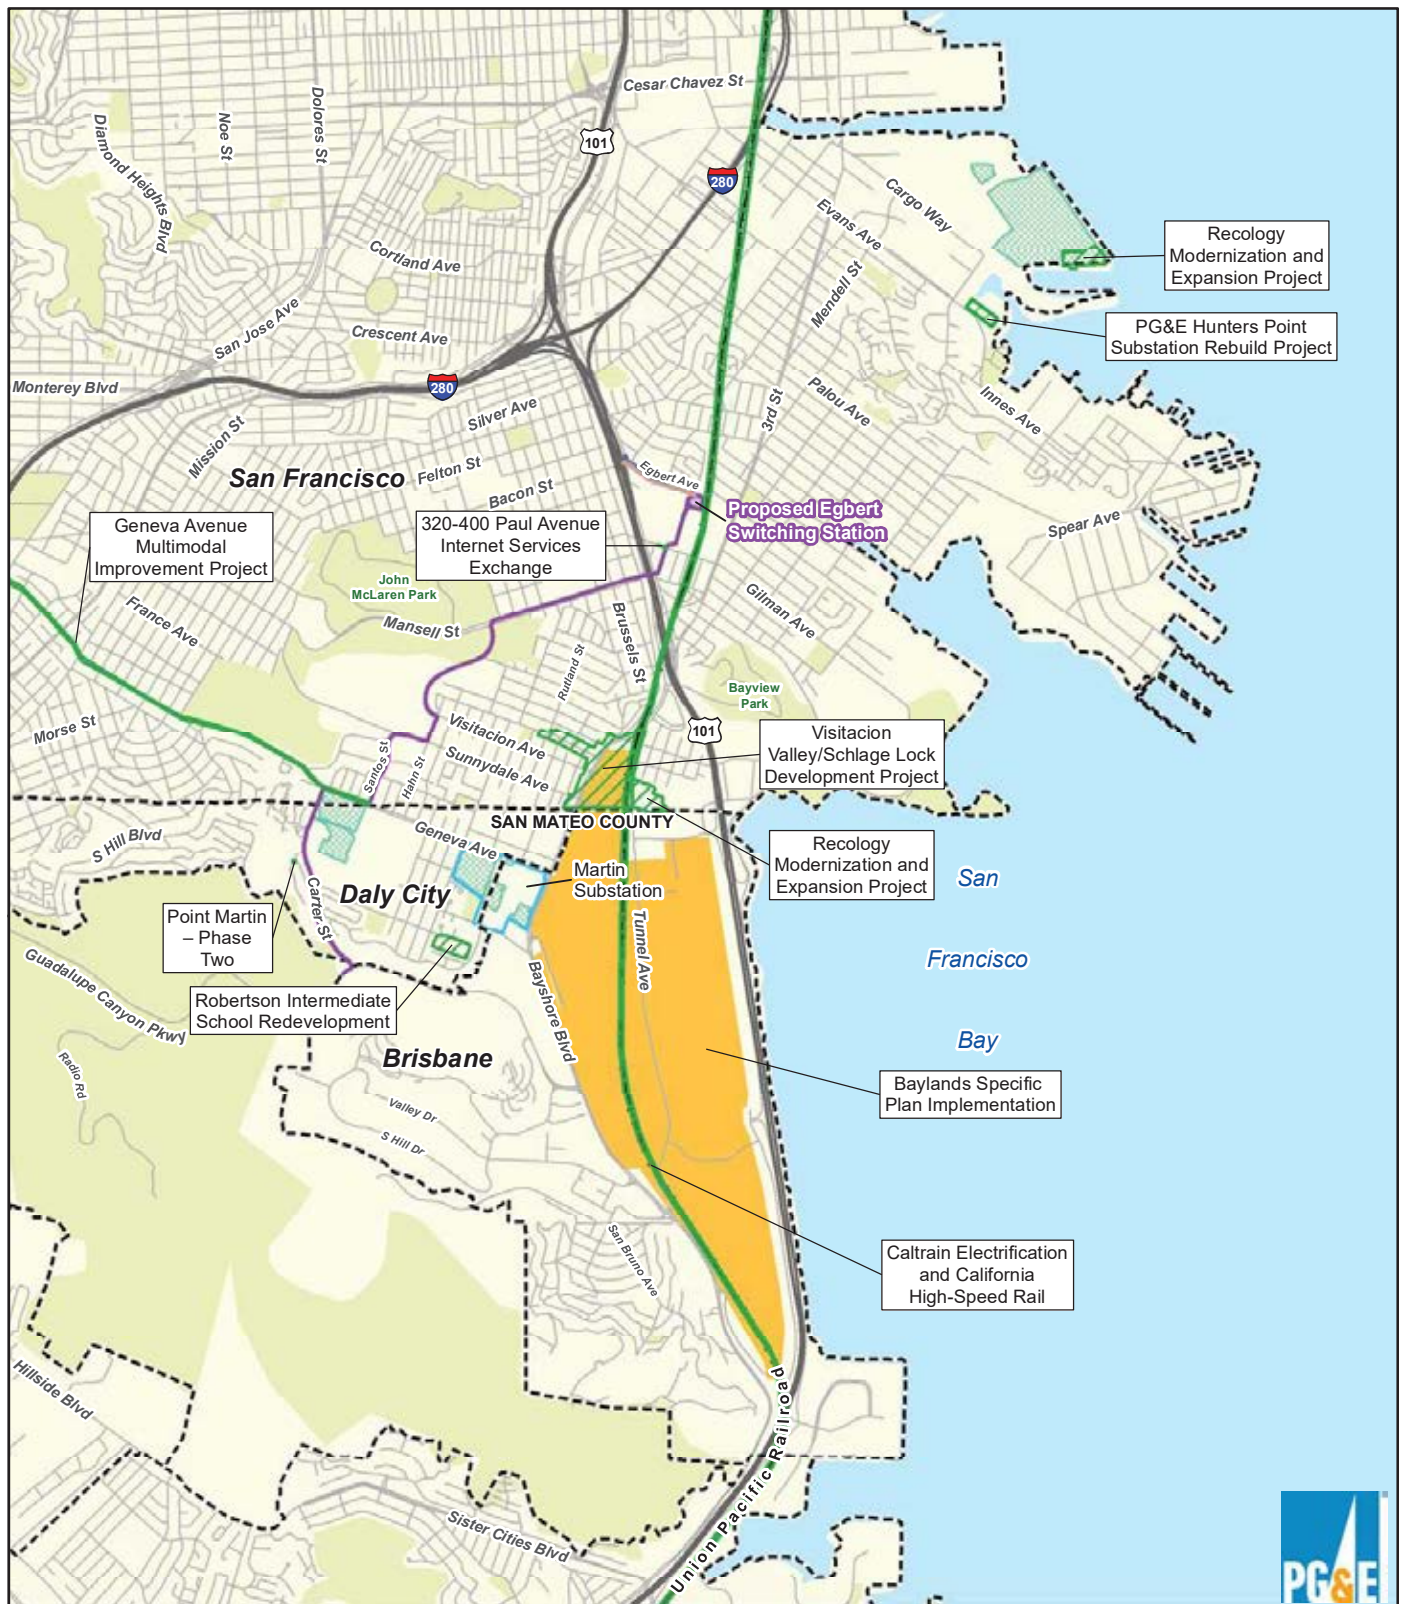 Cesar Chavez St
Dolores St
Noe St
Diamond Heights Blvd
101
280
Cargo Way
Evans Ave
Mendell St
Cortland Ave
Recology
Modernization and
Expansion Project
San Jose Ave
Crescent Ave
PG&E Hunters Point
Substation Rebuild Project
Monterey Blvd
280
Silver Ave
3rd St
Palou Ave
Innes Ave
Mission St
San Francisco
Felton St
Bacon St
Egbert Ave
Proposed Egbert
Switching Station
Spear Ave
Geneva Avenue
Multimodal
Improvement Project
320-400 Paul Avenue
Internet Services
Exchange
John
McLaren Park
France Ave
Mansell St
Brussels St
Gilman Ave
Rutland St
Bayview
Park
Morse St
Visitacion Ave
101
Visitacion
Valley/Schlage Lock
Development Project
Sunnydale Ave
Santos St
Hahn St
SAN MATEO COUNTY
S Hill Blvd
Geneva Ave
Recology
Modernization and
Expansion Project
Martin
Substation
San
Francisco
Bay
Daly City
Carter St
Point Martin
– Phase
Two
Tunnel Ave
Guadalupe Canyon Pkwy
Robertson Intermediate
School Redevelopment
Bayshore Blvd
Brisbane
Radio Rd
Baylands Specific
Plan Implementation
Valley Dr
S Hill Dr
San Bruno Ave
Caltrain Electrification
and California
High-Speed Rail
Hillside Blvd
Union Pacific Railroad
Sister Cities Blvd
PG&E